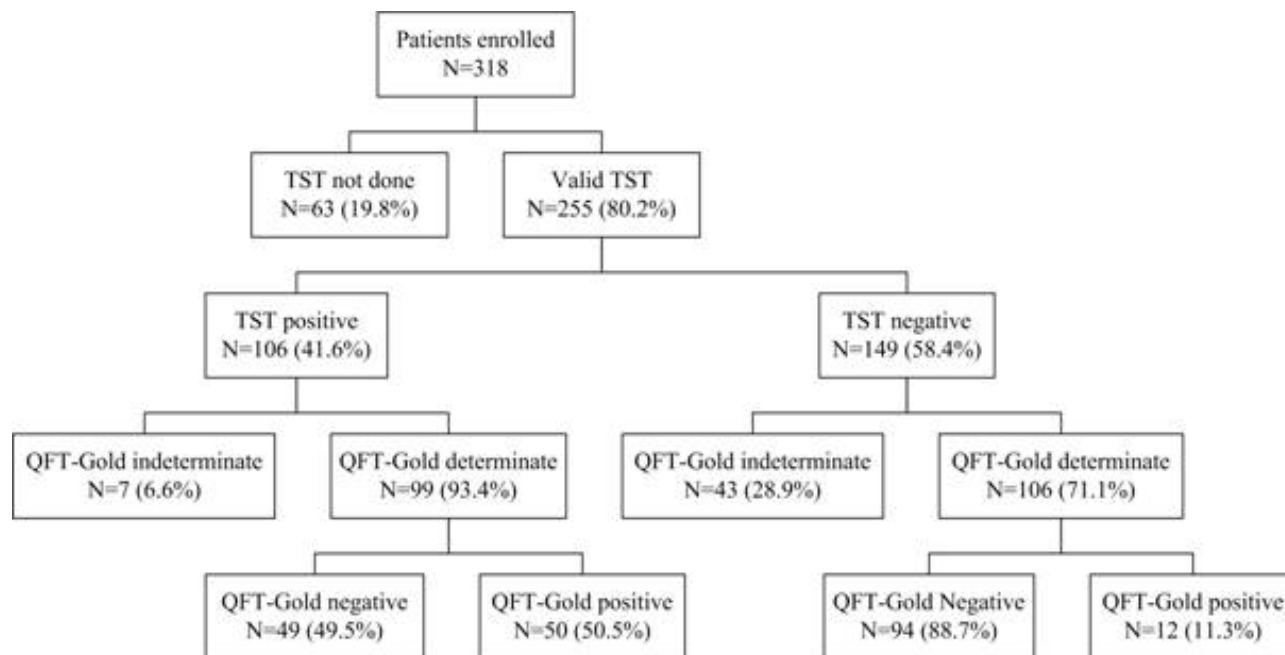 Patients enrolled
N=318
TST not done
N=63 (19.8%)
Valid TST
N=255 (80.2%)
TST positive
N=106 (41.6%)
TST negative
N=149 (58.4%)
QFT-Gold indeterminate
N=7 (6.6%)
QFT-Gold determinate
N=99 (93.4%)
QFT-Gold indeterminate
N=43 (28.9%)
QFT-Gold determinate
N=106 (71.1%)
QFT-Gold negative
N=49 (49.5%)
QFT-Gold positive
N=50 (50.5%)
QFT-Gold Negative
N=94 (88.7%)
QFT-Gold positive
N=12 (11.3%)